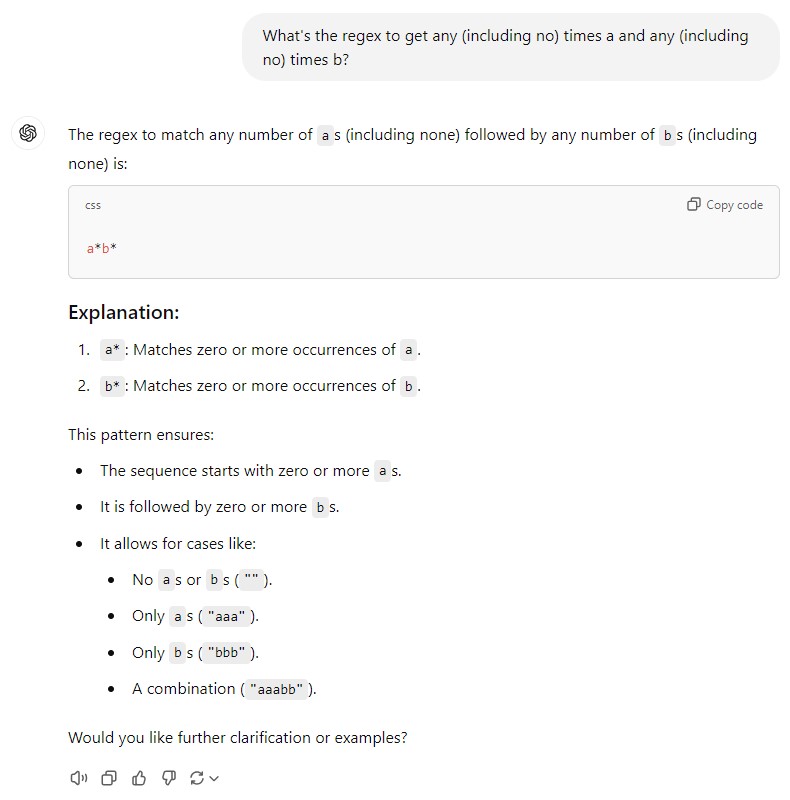 What's the regex to get any (including no) times a and any (including
no) times b?
The regex to match any number of a s (including none) followed by any number of b s (including
none) is:
css
Copy code
a*b*
Explanation:
1. a* : Matches zero or more occurrences of a .
2. b* : Matches zero or more occurrences of b .
This pattern ensures:
• The sequence starts with zero or more a s.
• It is followed by zero or more b s.
• It allows for cases like:
• No a s or b s ( "" ).
• Only a s ( "aaa" ).
• Only b s ( "bbb" ).
• A combination ( "aaabb" ).
Would you like further clarification or examples?